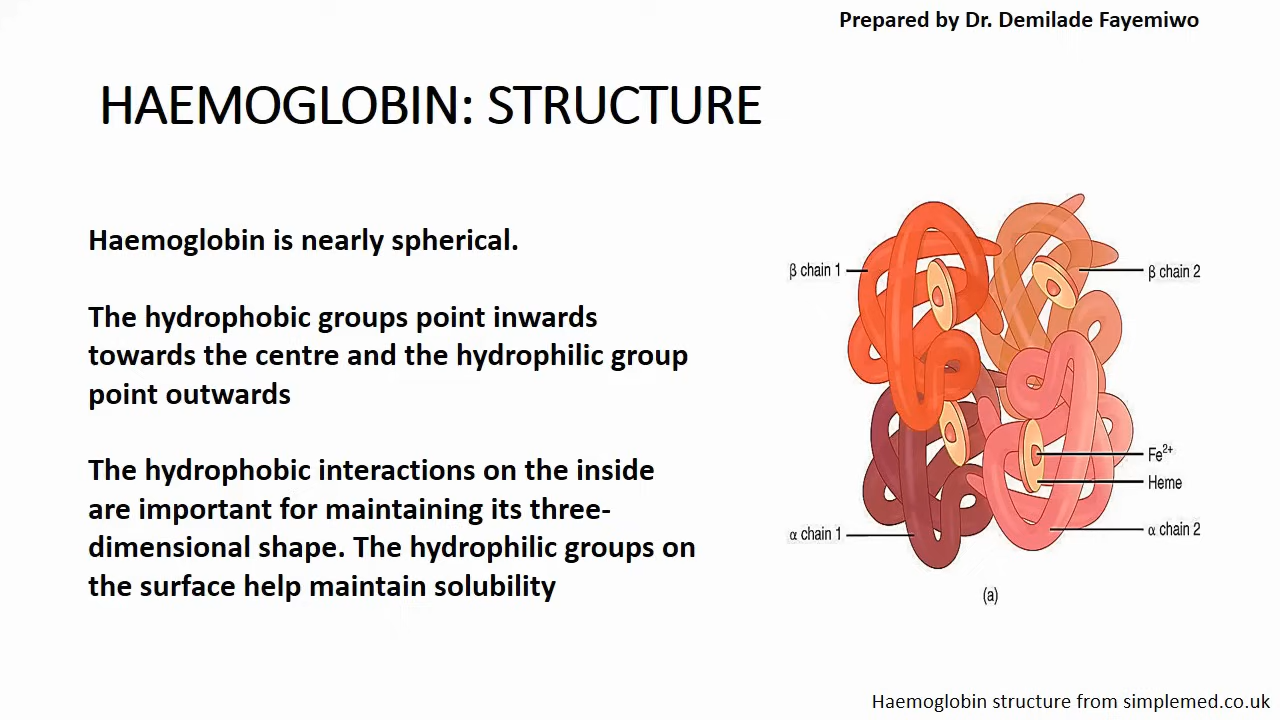 Prepared by Dr. Demilade Fayemiwo
HAEMOGLOBIN: STRUCTURE
Haemoglobin is nearly spherical.
The hydrophobic groups point inwards
towards the centre and the hydrophilic group
point outwards
The hydrophobic interactions on the inside
are important for maintaining its three-
dimensional shape. The hydrophilic groups on
the surface help maintain solubility
β chain 1
β chain 2
Fe²⁺
Heme
α chain 1
α chain 2
(a)
Haemoglobin structure from simplemed.co.uk